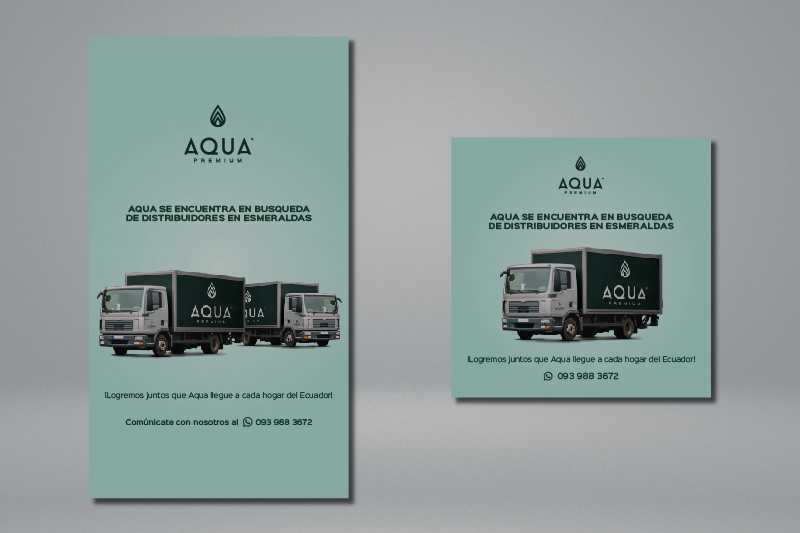 AQUA
PREMIUM
AQUA SE ENCUENTRA EN BUSQUEDA
DE DISTRIBUIDORES EN ESMERALDAS
AQUA
PREMIUM
¡Logremos juntos que Aqua llegue a cada hogar del Ecuador!
Comúnicate con nosotros al 093 988 3672
AQUA
PREMIUM
AQUA SE ENCUENTRA EN BUSQUEDA
DE DISTRIBUIDORES EN ESMERALDAS
AQUA
PREMIUM
¡Logremos juntos que Aqua llegue a cada hogar del Ecuador!
093 988 3672